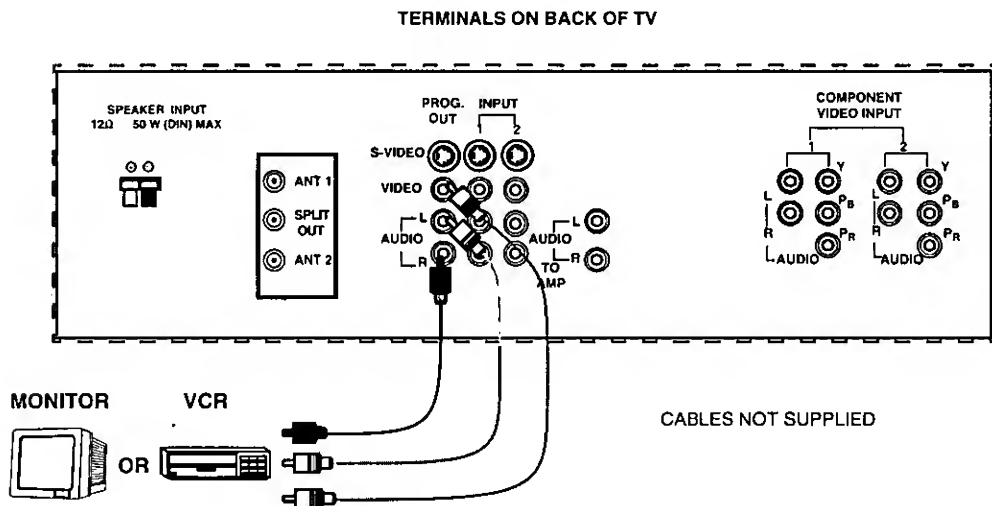 TERMINALS ON BACK OF TV
SPEAKER INPUT
12Ω 50 W (DIN) MAX
ANT 1
SPLIT
OUT
ANT 2
PROG.
OUT
INPUT
1 2
S-VIDEO
VIDEO
L
AUDIO
R
L
AUDIO
R
TO
AMP
COMPONENT
VIDEO INPUT
1 2
Y
L
PB
R
PR
AUDIO
Y
L
PB
R
PR
AUDIO
MONITOR
OR
VCR
CABLES NOT SUPPLIED